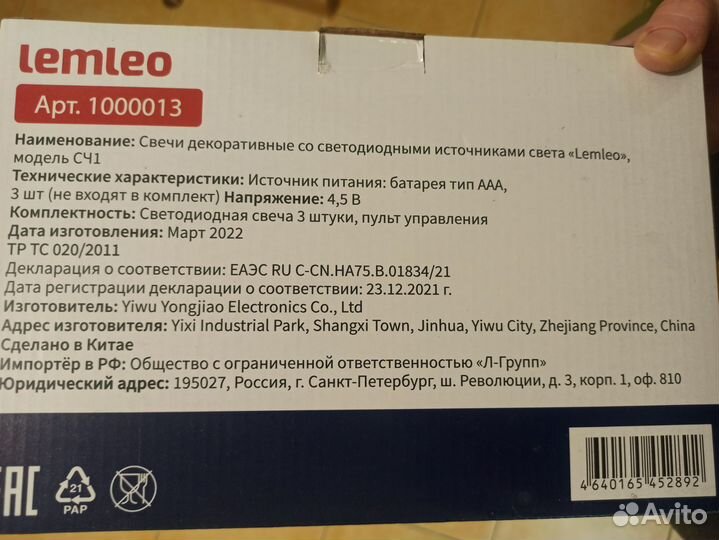 Lemleo
Арт. 1000013
Наименование: Свечи декоративные со светодиодными источниками света «Lemleo»,
модель СЧ1
Технические характеристики: Источник питания: батарея тип ААА,
3 шт (не входят в комплект) Напряжение: 4,5 В
Комплектность: Светодиодная свеча 3 штуки, пульт управления
Дата изготовления: Март 2022
ТР ТС 020/2011
Декларация о соответствии: ЕАЭС RU C-CN.НА75.В.01834/21
Дата регистрации декларации о соответствии: 23.12.2021 г.
Изготовитель: Yiwu Yongjiao Electronics Co., Ltd
Адрес изготовителя: Yixi Industrial Park, Shangxi Town, Jinhua, Yiwu City, Zhejiang Province, China
Сделано в Китае
Импортёр в РФ: Общество с ограниченной ответственностью «Л-Групп»
Юридический адрес: 195027, Россия, г. Санкт-Петербург, ш. Революции, д. 3, корп. 1, оф. 810
EAC
21
PAP
4 640165 452892
Avito